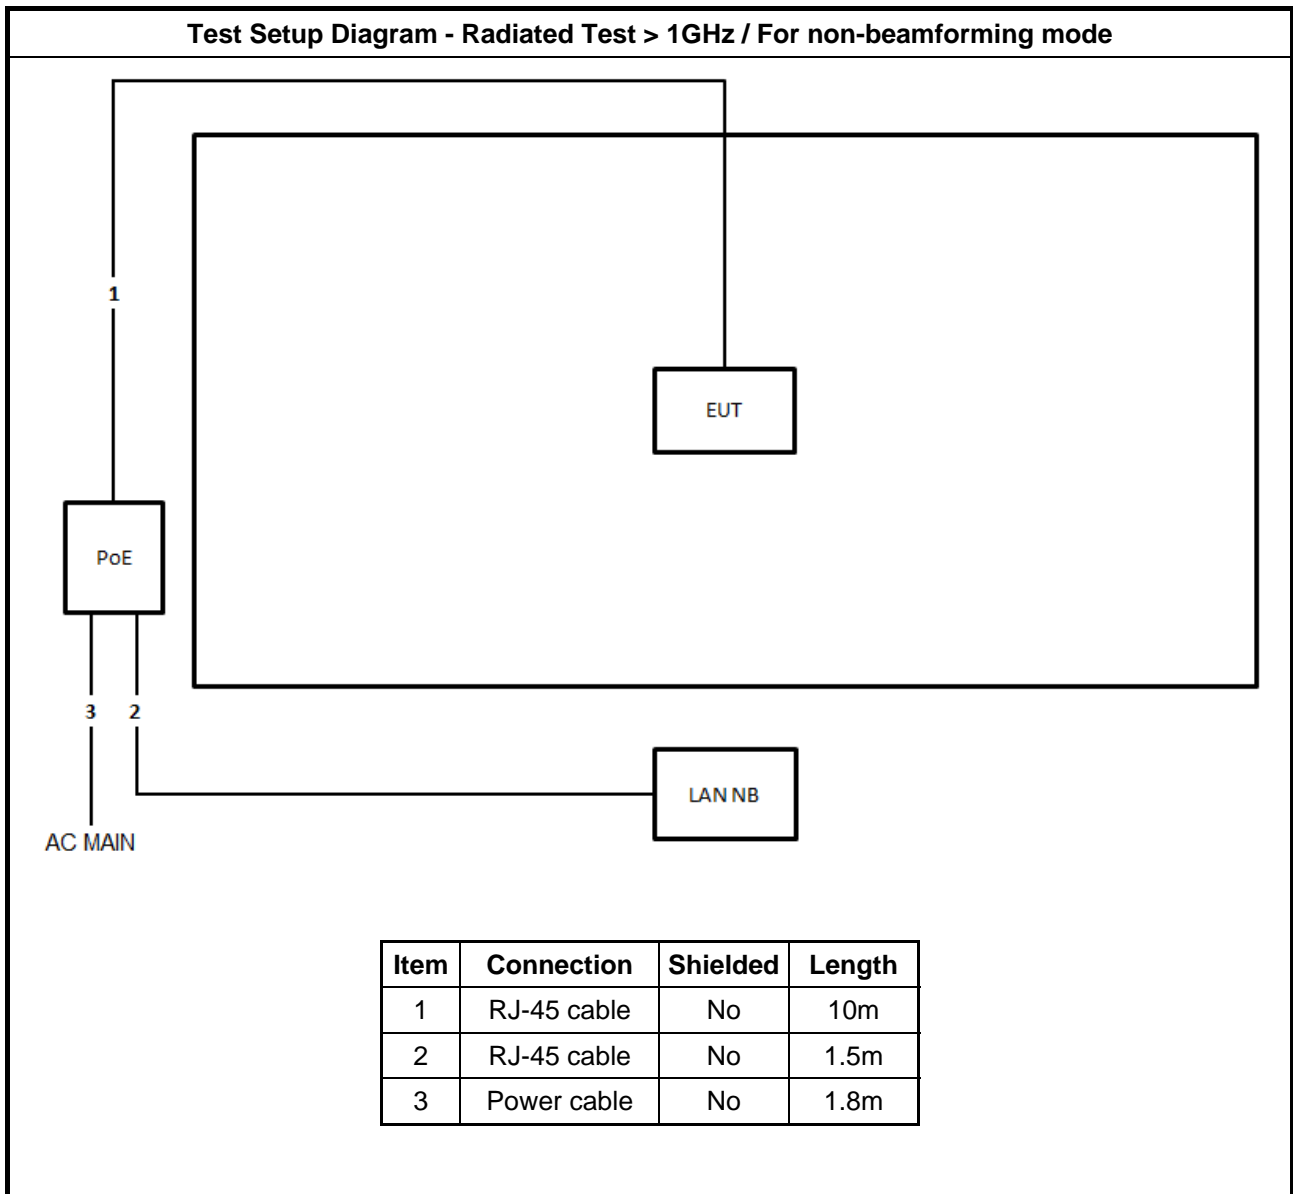 Test Setup Diagram - Radiated Test > 1GHz / For non-beamforming mode
1
EUT
PoE
3 2
LAN NB
AC MAIN
Item Connection Shielded Length
1 RJ-45 cable No 10m
2 RJ-45 cable No 1.5m
3 Power cable No 1.8m